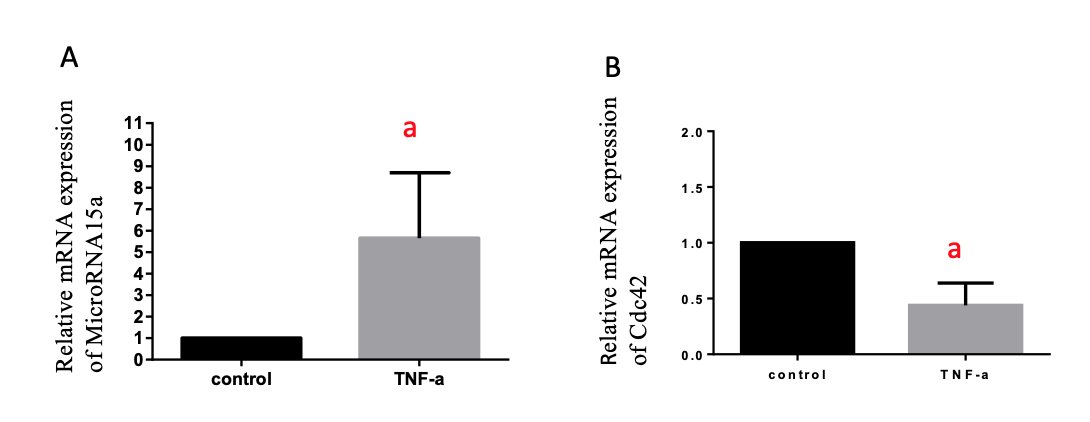 A
Relative mRNA expression
of MicroRNA15a
11
10
9
8
7
6
5
4
3
2
1
0
a
control
TNF-a
B
Relative mRNA expression
of Cdc42
2.0
1.5
1.0
0.5
0.0
a
control
TNF-a